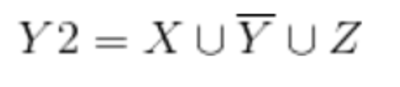 Y2 = X ∪ Y̅ ∪ Z